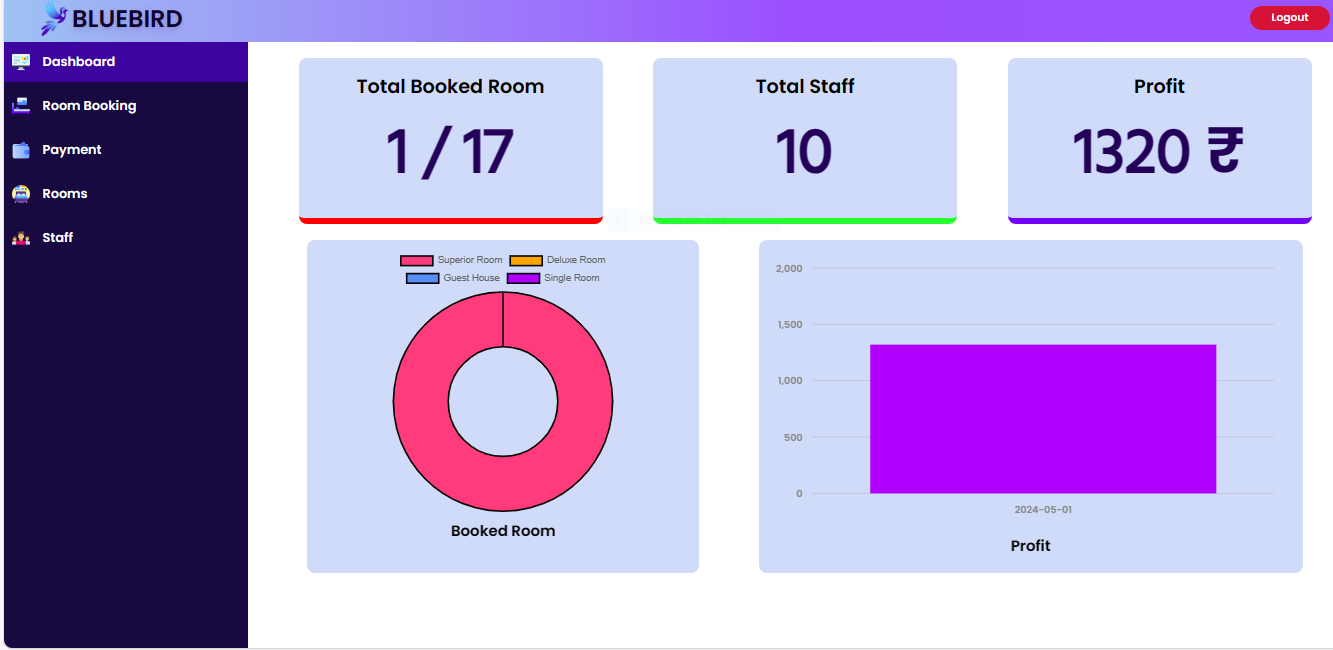 BLUEBIRD
Logout
Dashboard
Room Booking
Payment
Rooms
Staff
Total Booked Room
1 / 17
Total Staff
10
Profit
1320 ₹
Superior Room
Deluxe Room
Guest House
Single Room
Booked Room
2,000
1,500
1,000
500
0
2024-05-01
Profit